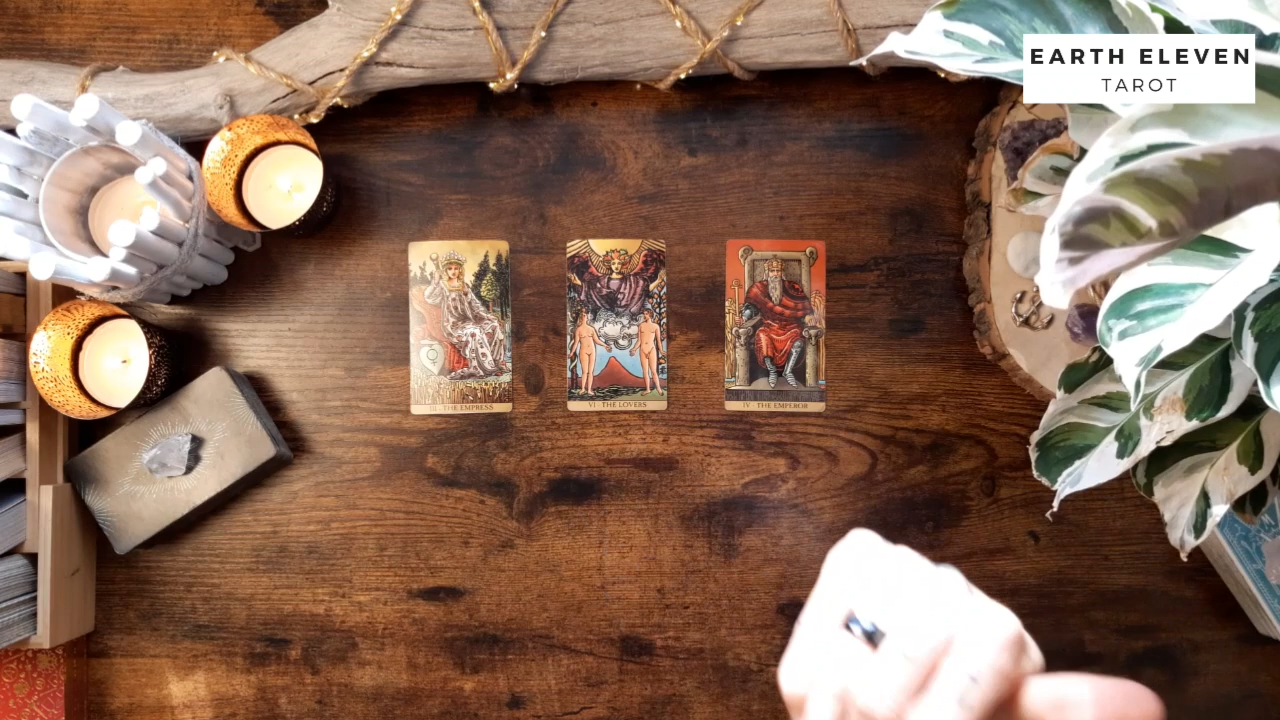 EARTH ELEVEN
TAROT
III · THE EMPRESS
VI · THE LOVERS
IV · THE EMPEROR